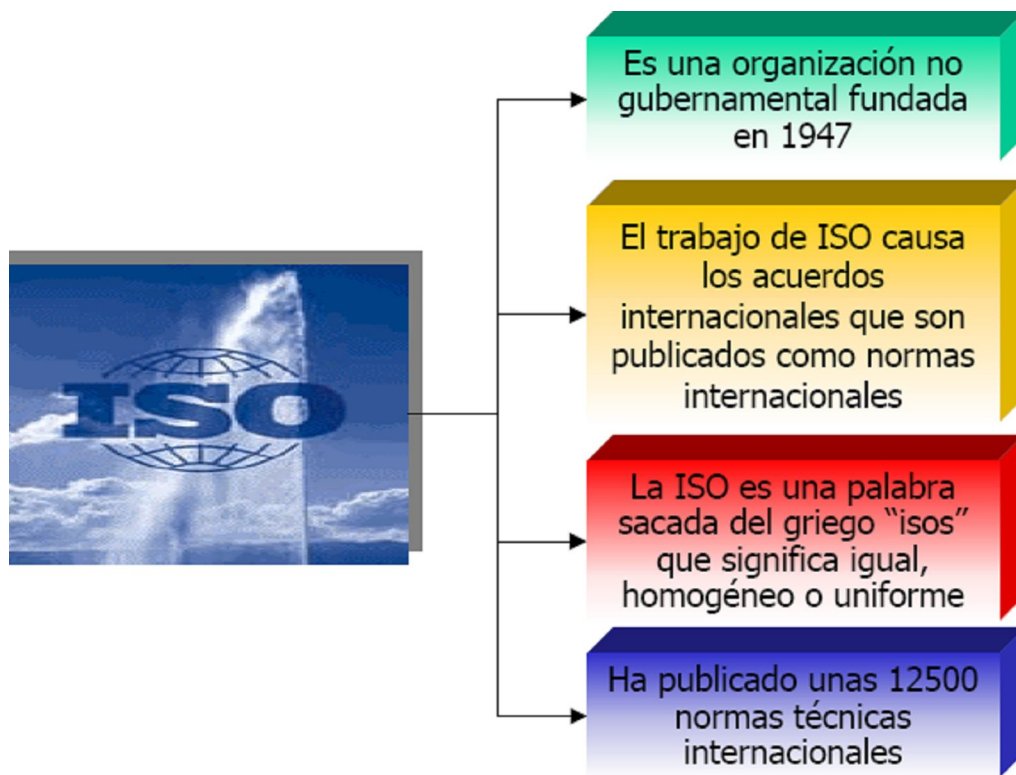 ISO
Es una organización no
gubernamental fundada
en 1947
El trabajo de ISO causa
los acuerdos
internacionales que son
publicados como normas
internacionales
La ISO es una palabra
sacada del griego “isos”
que significa igual,
homogéneo o uniforme
Ha publicado unas 12500
normas técnicas
internacionales